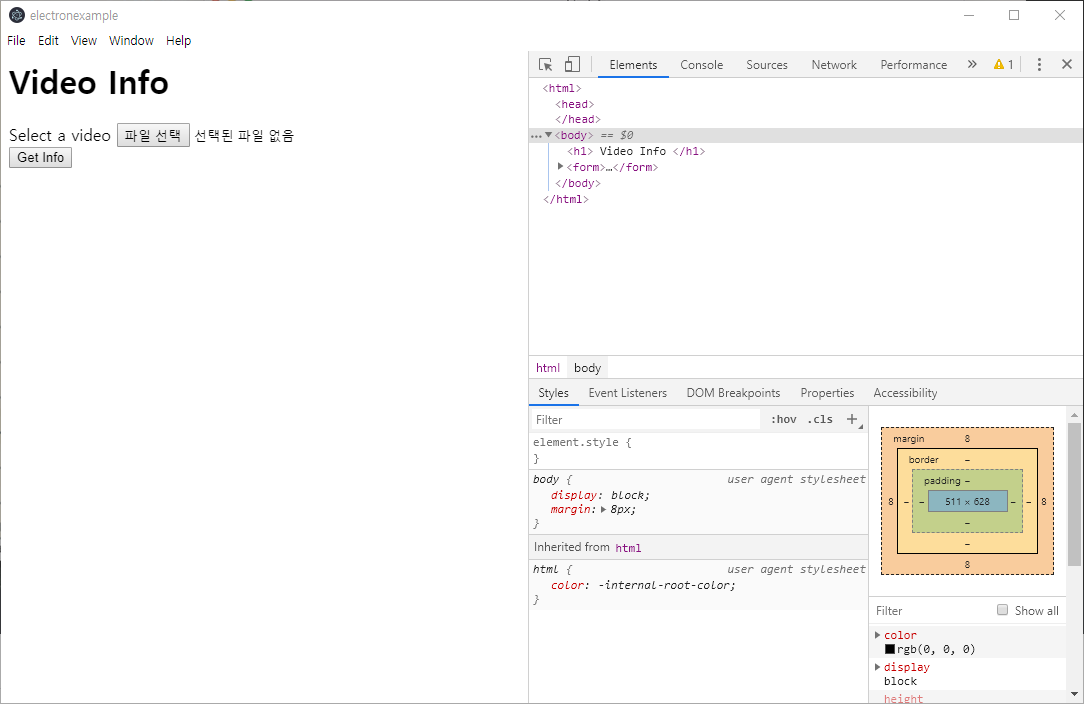 electronexample
File Edit View Window Help
Video Info
Select a video 파일 선택 선택된 파일 없음
Get Info
Elements Console Sources Network Performance » 1
<html>
<head>
</head>
…▼<body> == $0
<h1> Video Info </h1>
▶<form>…</form>
</body>
</html>
html body
Styles Event Listeners DOM Breakpoints Properties Accessibility
Filter :hov .cls +
element.style {
}
body { user agent stylesheet
display: block;
margin:▶8px;
}
Inherited from html
html { user agent stylesheet
color: -internal-root-color;
}
margin 8
border –
padding –
8 – – 511 × 628 – – 8
–
–
8
Filter Show all
▶color
rgb(0, 0, 0)
▶display
block
height